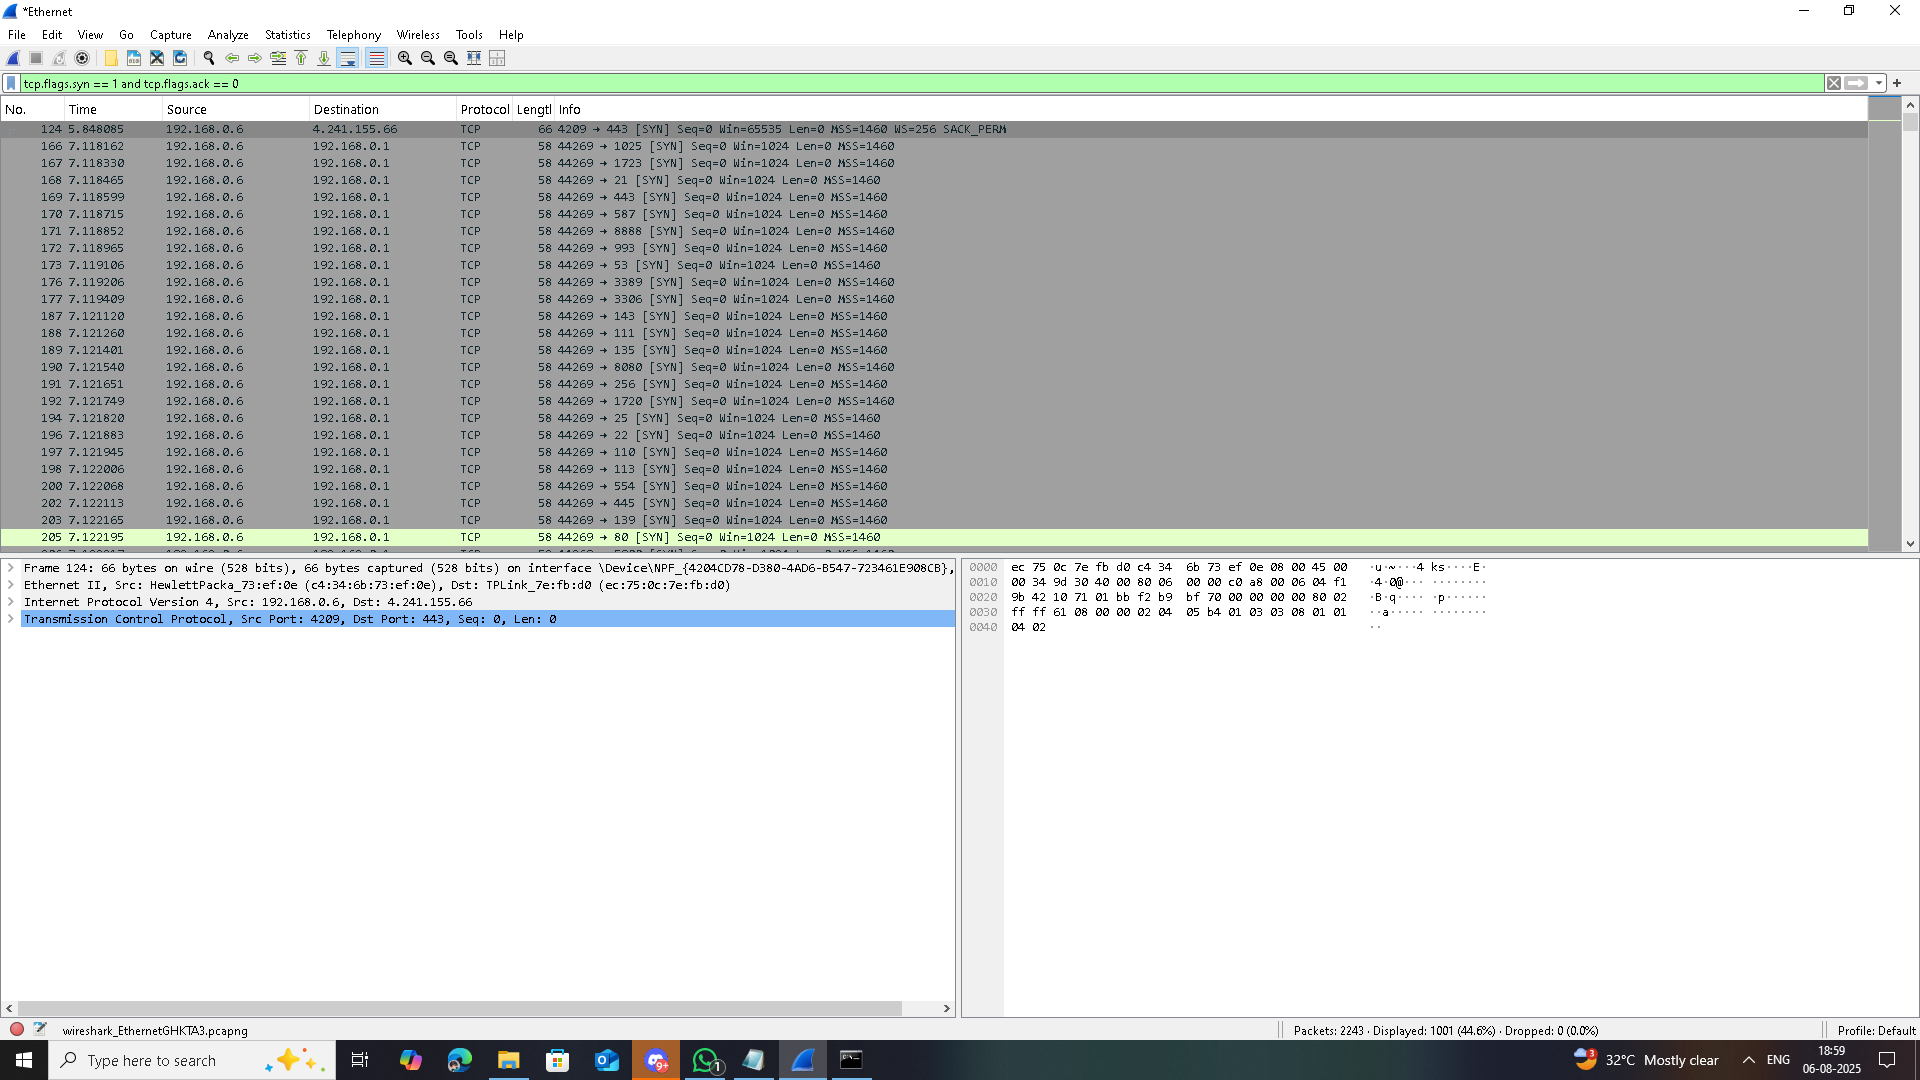 *Ethernet
File Edit View Go Capture Analyze Statistics Telephony Wireless Tools Help
tcp.flags.syn == 1 and tcp.flags.ack == 0
No. Time Source Destination Protocol Lengtl Info
124 5.848085 192.168.0.6 4.241.155.66 TCP 66 4209 → 443 [SYN] Seq=0 Win=65535 Len=0 MSS=1460 WS=256 SACK_PERM
166 7.118162 192.168.0.6 192.168.0.1 TCP 58 44269 → 1025 [SYN] Seq=0 Win=1024 Len=0 MSS=1460
167 7.118330 192.168.0.6 192.168.0.1 TCP 58 44269 → 1723 [SYN] Seq=0 Win=1024 Len=0 MSS=1460
168 7.118465 192.168.0.6 192.168.0.1 TCP 58 44269 → 21 [SYN] Seq=0 Win=1024 Len=0 MSS=1460
169 7.118599 192.168.0.6 192.168.0.1 TCP 58 44269 → 443 [SYN] Seq=0 Win=1024 Len=0 MSS=1460
170 7.118715 192.168.0.6 192.168.0.1 TCP 58 44269 → 587 [SYN] Seq=0 Win=1024 Len=0 MSS=1460
171 7.118852 192.168.0.6 192.168.0.1 TCP 58 44269 → 8888 [SYN] Seq=0 Win=1024 Len=0 MSS=1460
172 7.118965 192.168.0.6 192.168.0.1 TCP 58 44269 → 993 [SYN] Seq=0 Win=1024 Len=0 MSS=1460
173 7.119106 192.168.0.6 192.168.0.1 TCP 58 44269 → 53 [SYN] Seq=0 Win=1024 Len=0 MSS=1460
176 7.119206 192.168.0.6 192.168.0.1 TCP 58 44269 → 3389 [SYN] Seq=0 Win=1024 Len=0 MSS=1460
177 7.119409 192.168.0.6 192.168.0.1 TCP 58 44269 → 3306 [SYN] Seq=0 Win=1024 Len=0 MSS=1460
187 7.121120 192.168.0.6 192.168.0.1 TCP 58 44269 → 143 [SYN] Seq=0 Win=1024 Len=0 MSS=1460
188 7.121260 192.168.0.6 192.168.0.1 TCP 58 44269 → 111 [SYN] Seq=0 Win=1024 Len=0 MSS=1460
189 7.121401 192.168.0.6 192.168.0.1 TCP 58 44269 → 135 [SYN] Seq=0 Win=1024 Len=0 MSS=1460
190 7.121540 192.168.0.6 192.168.0.1 TCP 58 44269 → 8080 [SYN] Seq=0 Win=1024 Len=0 MSS=1460
191 7.121651 192.168.0.6 192.168.0.1 TCP 58 44269 → 256 [SYN] Seq=0 Win=1024 Len=0 MSS=1460
192 7.121749 192.168.0.6 192.168.0.1 TCP 58 44269 → 1720 [SYN] Seq=0 Win=1024 Len=0 MSS=1460
194 7.121820 192.168.0.6 192.168.0.1 TCP 58 44269 → 25 [SYN] Seq=0 Win=1024 Len=0 MSS=1460
196 7.121883 192.168.0.6 192.168.0.1 TCP 58 44269 → 22 [SYN] Seq=0 Win=1024 Len=0 MSS=1460
197 7.121945 192.168.0.6 192.168.0.1 TCP 58 44269 → 110 [SYN] Seq=0 Win=1024 Len=0 MSS=1460
198 7.122006 192.168.0.6 192.168.0.1 TCP 58 44269 → 113 [SYN] Seq=0 Win=1024 Len=0 MSS=1460
200 7.122068 192.168.0.6 192.168.0.1 TCP 58 44269 → 554 [SYN] Seq=0 Win=1024 Len=0 MSS=1460
202 7.122113 192.168.0.6 192.168.0.1 TCP 58 44269 → 445 [SYN] Seq=0 Win=1024 Len=0 MSS=1460
203 7.122165 192.168.0.6 192.168.0.1 TCP 58 44269 → 139 [SYN] Seq=0 Win=1024 Len=0 MSS=1460
205 7.122195 192.168.0.6 192.168.0.1 TCP 58 44269 → 80 [SYN] Seq=0 Win=1024 Len=0 MSS=1460
Frame 124: 66 bytes on wire (528 bits), 66 bytes captured (528 bits) on interface \Device\NPF_{4204CD78-D380-4AD6-B547-723461E908CB},
Ethernet II, Src: HewlettPacka_73:ef:0e (c4:34:6b:73:ef:0e), Dst: TPLink_7e:fb:d0 (ec:75:0c:7e:fb:d0)
Internet Protocol Version 4, Src: 192.168.0.6, Dst: 4.241.155.66
Transmission Control Protocol, Src Port: 4209, Dst Port: 443, Seq: 0, Len: 0
0000 ec 75 0c 7e fb d0 c4 34 6b 73 ef 0e 08 00 45 00 ·u·~···4 ks····E·
0010 00 34 9d 30 40 00 80 06 00 00 c0 a8 00 06 04 f1 ·4·0@··· ········
0020 9b 42 10 71 01 bb f2 b9 bf 70 00 00 00 00 80 02 ·B·q···· ·p······
0030 ff ff 61 08 00 00 02 04 05 b4 01 03 03 08 01 01 ··a····· ········
0040 04 02 ··
wireshark_EthernetGHKTA3.pcapng
Packets: 2243 · Displayed: 1001 (44.6%) · Dropped: 0 (0.0%)
Profile: Default
Type here to search
9+
1
3
32°C Mostly clear
ENG
18:59
06-08-2025